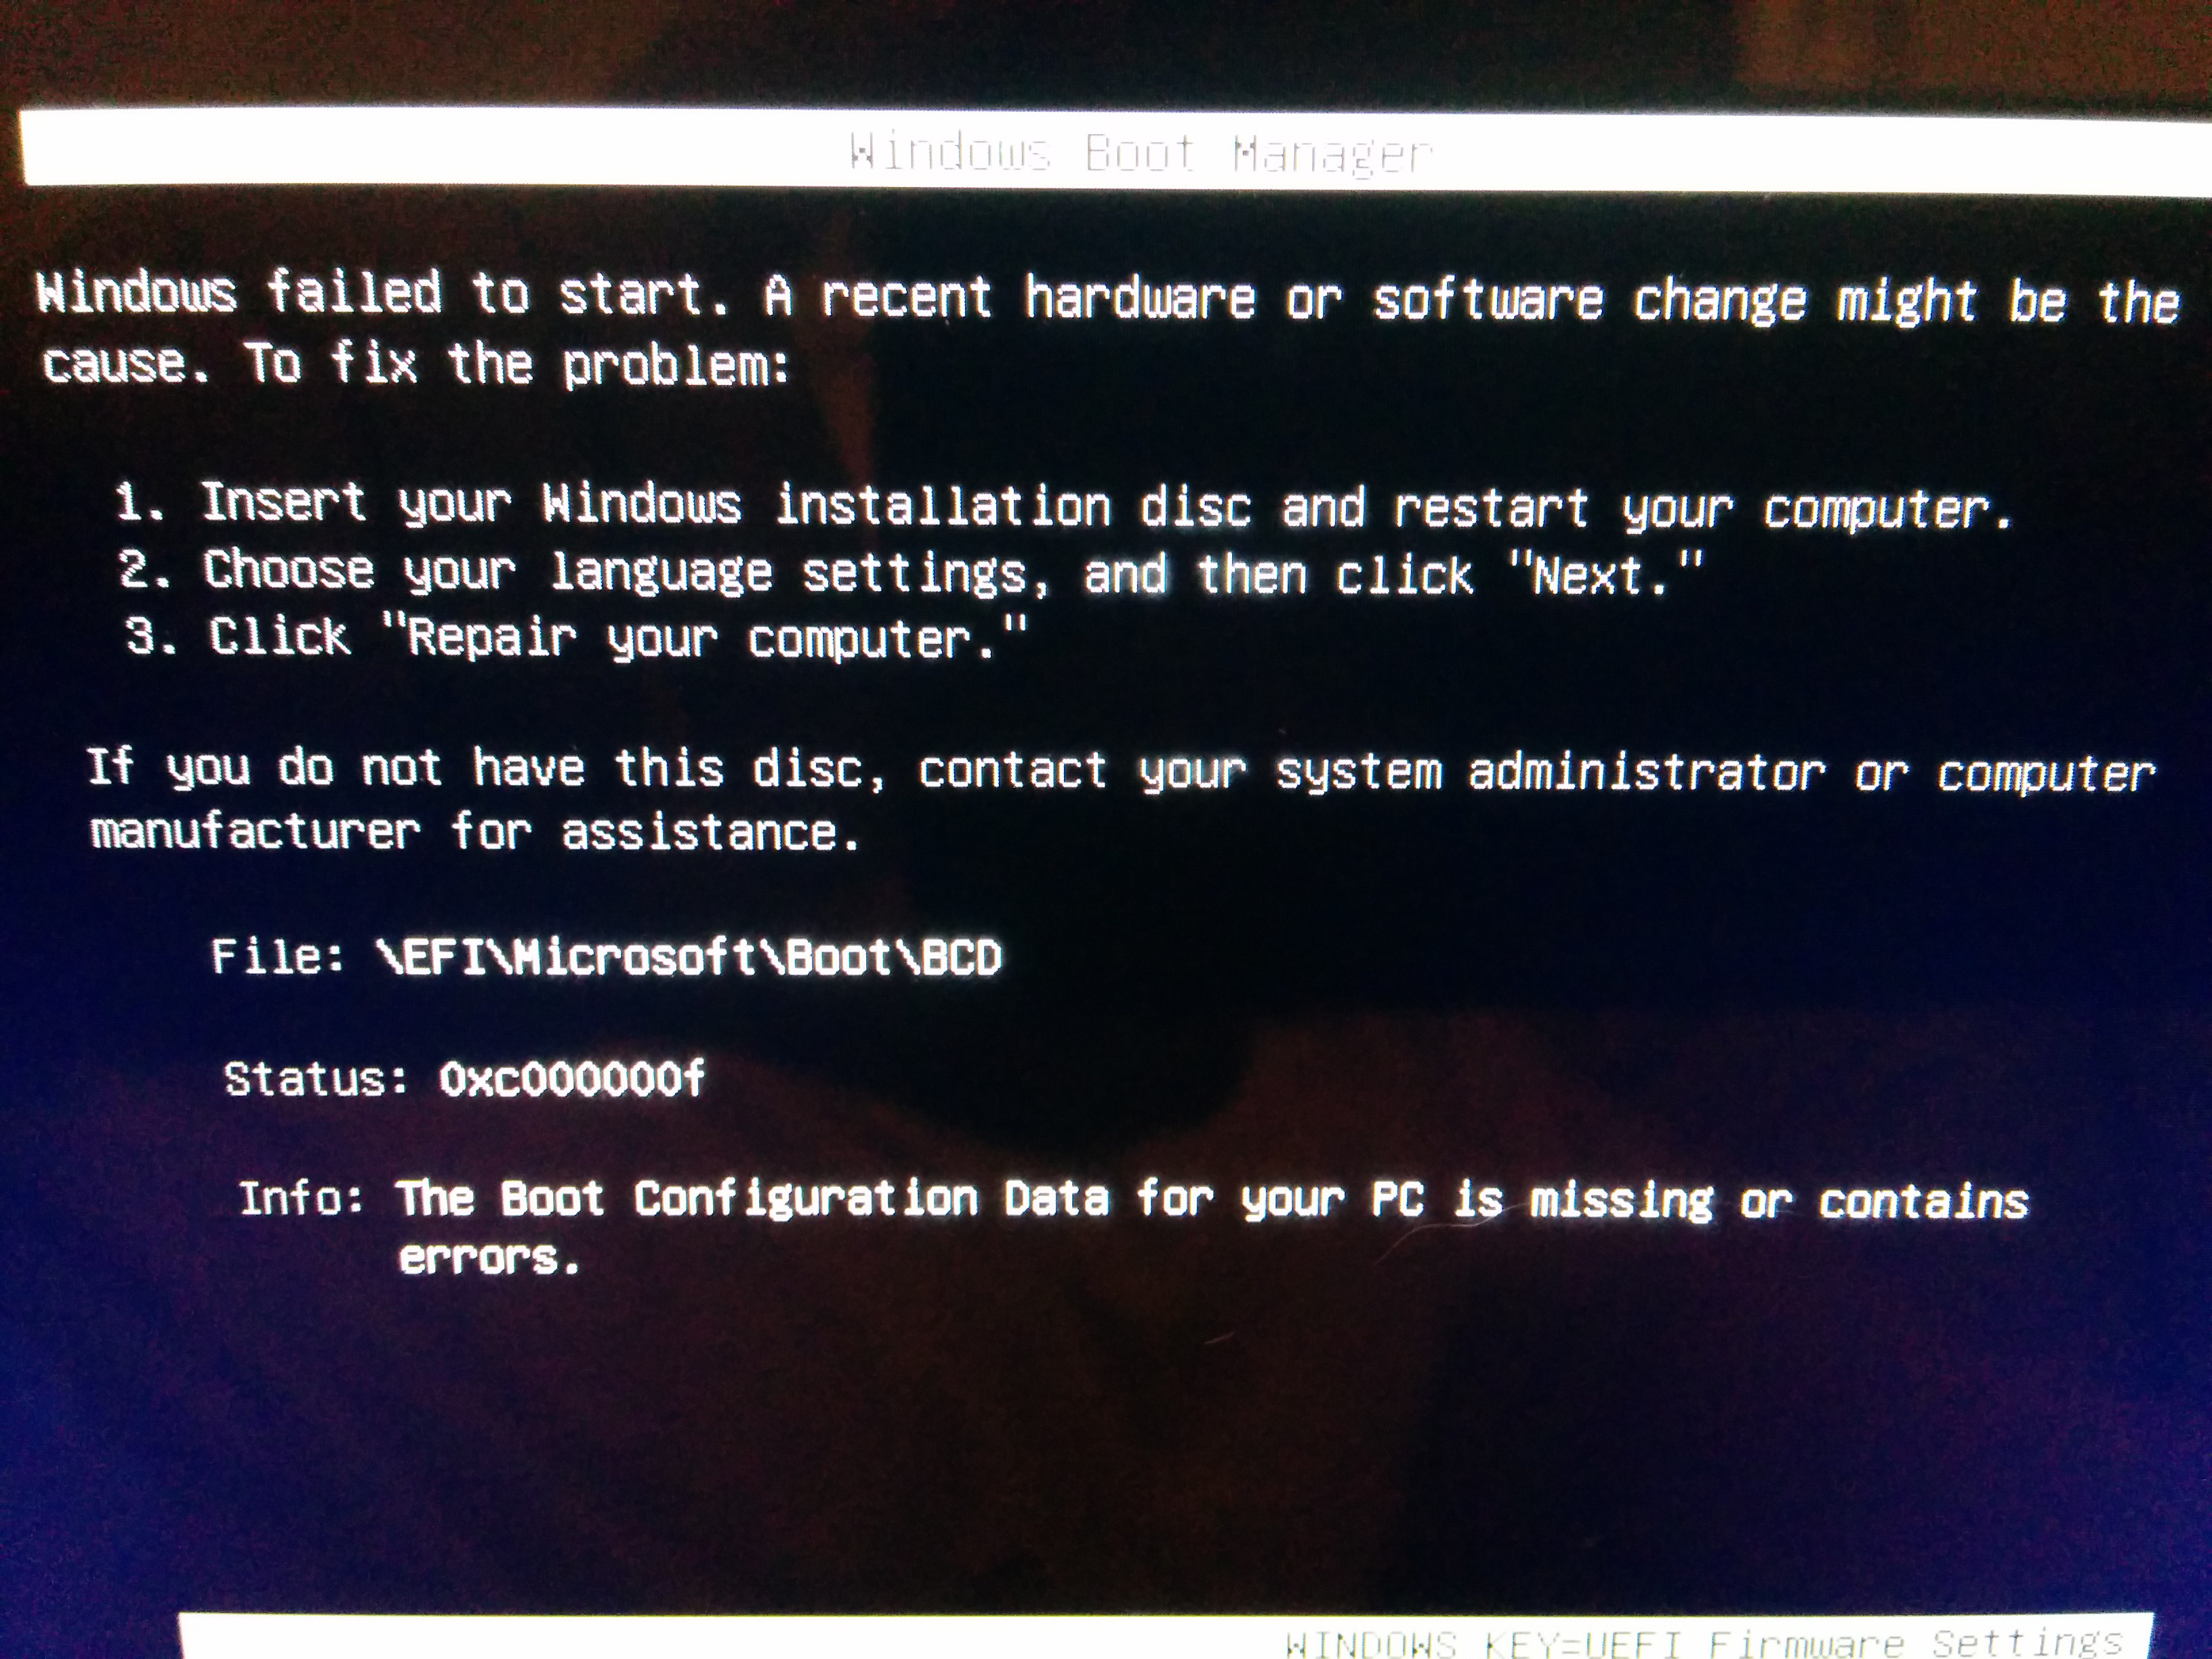 Windows Boot Manager
Windows failed to start. A recent hardware or software change might be the
cause. To fix the problem:
1. Insert your Windows installation disc and restart your computer.
2. Choose your language settings, and then click "Next."
3. Click "Repair your computer."
If you do not have this disc, contact your system administrator or computer
manufacturer for assistance.
File: \EFI\Microsoft\Boot\BCD
Status: 0xc000000f
Info: The Boot Configuration Data for your PC is missing or contains
errors.
WINDOWS KEY=UEFI Firmware Settings